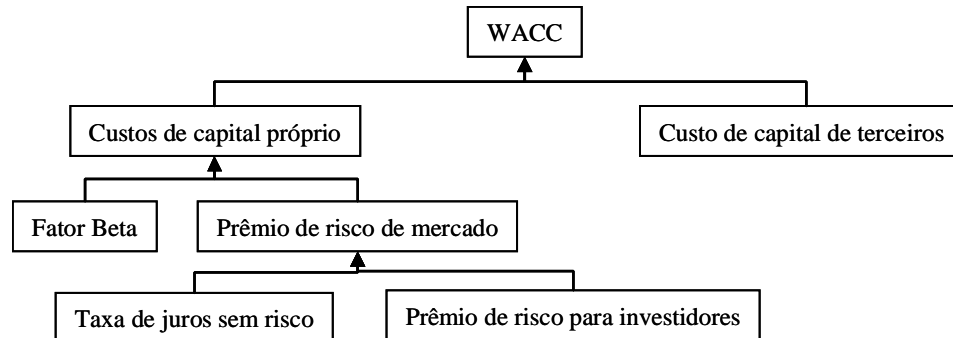 WACC
Custos de capital próprio
Custo de capital de terceiros
Fator Beta
Prêmio de risco de mercado
Taxa de juros sem risco
Prêmio de risco para investidores